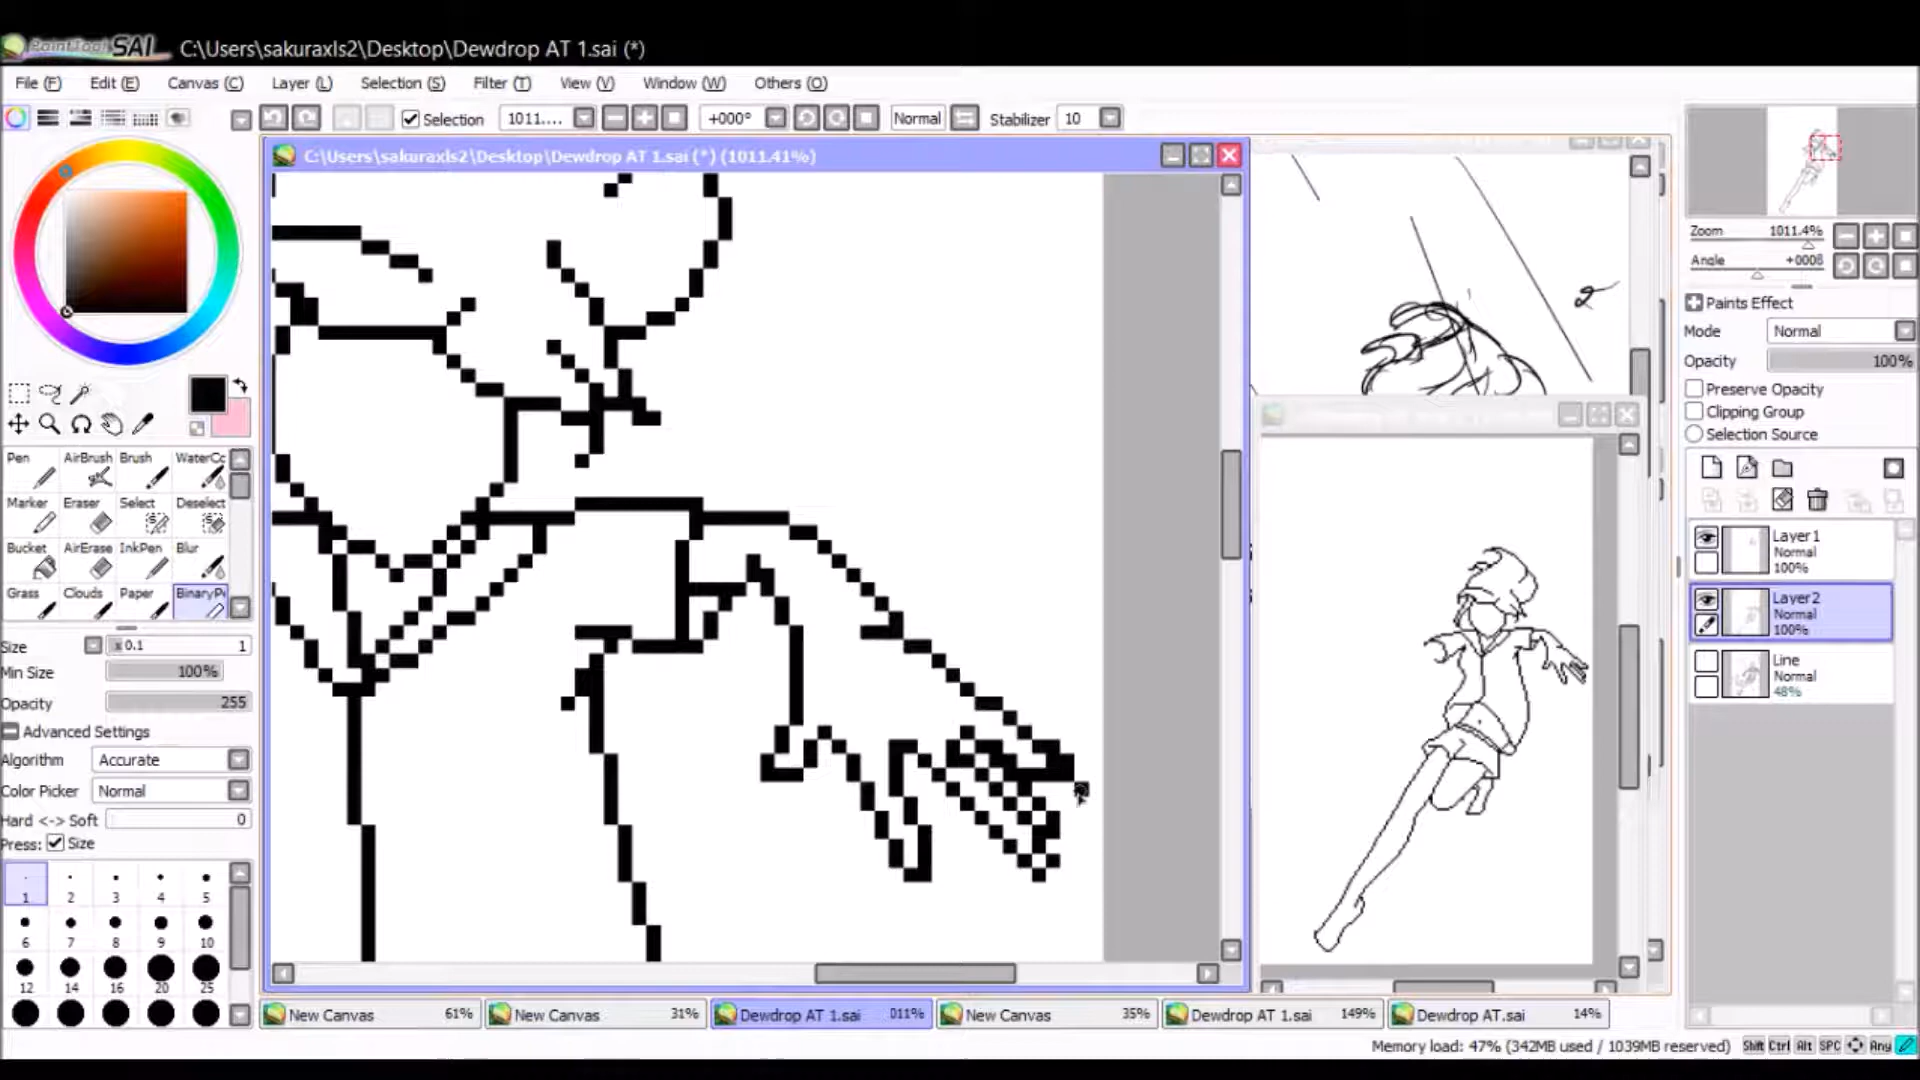 PaintTool SAI C:\Users\sakuraxls2\Desktop\Dewdrop AT 1.sai (*)
File (F) Edit (E) Canvas (C) Layer (L) Selection (S) Filter (T) View (V) Window (W) Others (O)
Selection 1011.... +000° Normal Stabilizer 10
C:\Users\sakuraxls2\Desktop\Dewdrop AT 1.sai (*) (1011.41%)
2
Zoom 1011.4%
Angle +000
Paints Effect
Mode Normal
Opacity 100%
Preserve Opacity
Clipping Group
Selection Source
Pen AirBrush Brush WaterCo
Marker Eraser Select Deselect
Bucket AirErase InkPen Blur
Grass Clouds Paper BinaryPe
Size x 0.1 1
Min Size 100%
Opacity 255
Advanced Settings
Algorithm Accurate
Color Picker Normal
Hard <-> Soft 0
Press: Size
1 2 3 4 5
6 7 8 9 10
12 14 16 20 25
Layer1
Normal
100%
Layer2
Normal
100%
Line
Normal
48%
New Canvas 61% New Canvas 31% Dewdrop AT 1.sai 011% New Canvas 35% Dewdrop AT 1.sai 149% Dewdrop AT.sai 14%
Memory load: 47% (342MB used / 1039MB reserved) Shift Ctrl Alt SPC Any